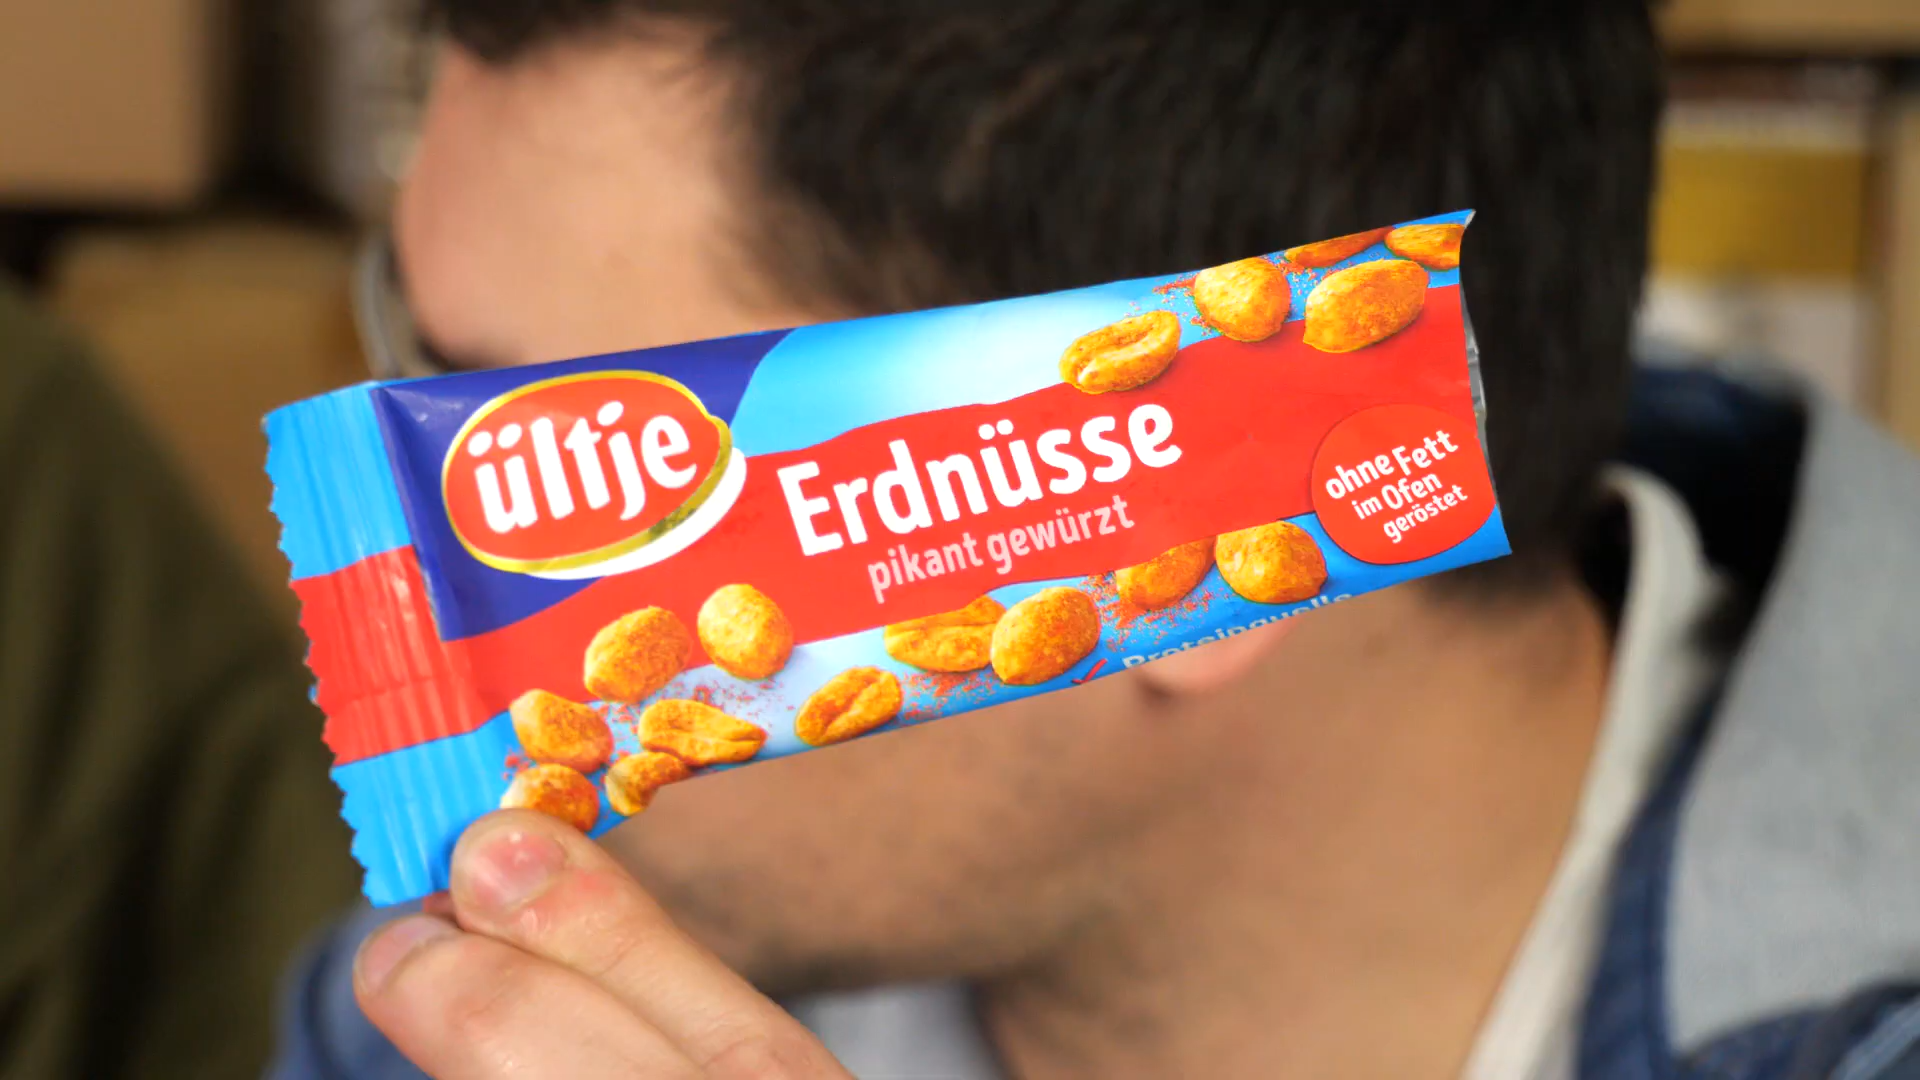 ültje
Erdnüsse
pikant gewürzt
ohne Fett
im Ofen
geröstet